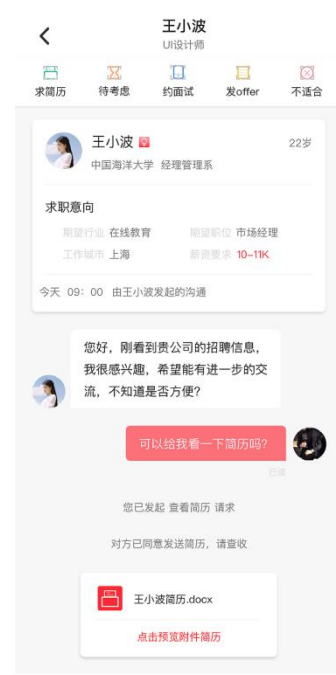 王小波
UI设计师
求简历 待考虑 约面试 发offer 不适合
王小波 22岁
中国海洋大学 经济管理系
求职意向
期望行业 在线教育 期望职位 市场经理
工作城市 上海 薪资要求 10-11K
今天 09：00 由王小波发起的沟通
您好，刚看到贵公司的招聘信息，
我很感兴趣，希望能有进一步的交
流，不知道是否方便？
可以给我看一下简历吗？
已读
您已发起 查看简历 请求
对方已同意发送简历，请查收
王小波简历.docx
点击预览附件简历